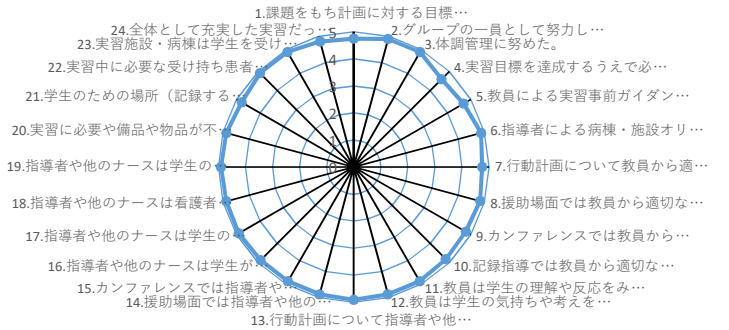 1.課題をもち計画に対する目標…
2.グループの一員として努力し…
3.体調管理に努めた。
4.実習目標を達成するうえで必…
5.教員による実習事前ガイダン…
6.指導者による病棟・施設オリ…
7.行動計画について教員から適…
8.援助場面では教員から適切な…
9.カンファレンスでは教員から…
10.記録指導では教員から適切な…
11.教員は学生の理解や反応をみ…
12.教員は学生の気持ちや考えを…
13.行動計画について指導者や他…
14.援助場面では指導者や他の…
15.カンファレンスでは指導者や…
16.指導者や他のナースは学生が…
17.指導者や他のナースは学生の…
18.指導者や他のナースは看護者…
19.指導者や他のナースは学生の…
20.実習に必要や備品や物品が不…
21.学生のための場所（記録する…
22.実習中に必要な受け持ち患者…
23.実習施設・病棟は学生を受け…
24.全体として充実した実習だっ…
5
4
3
2
1
0